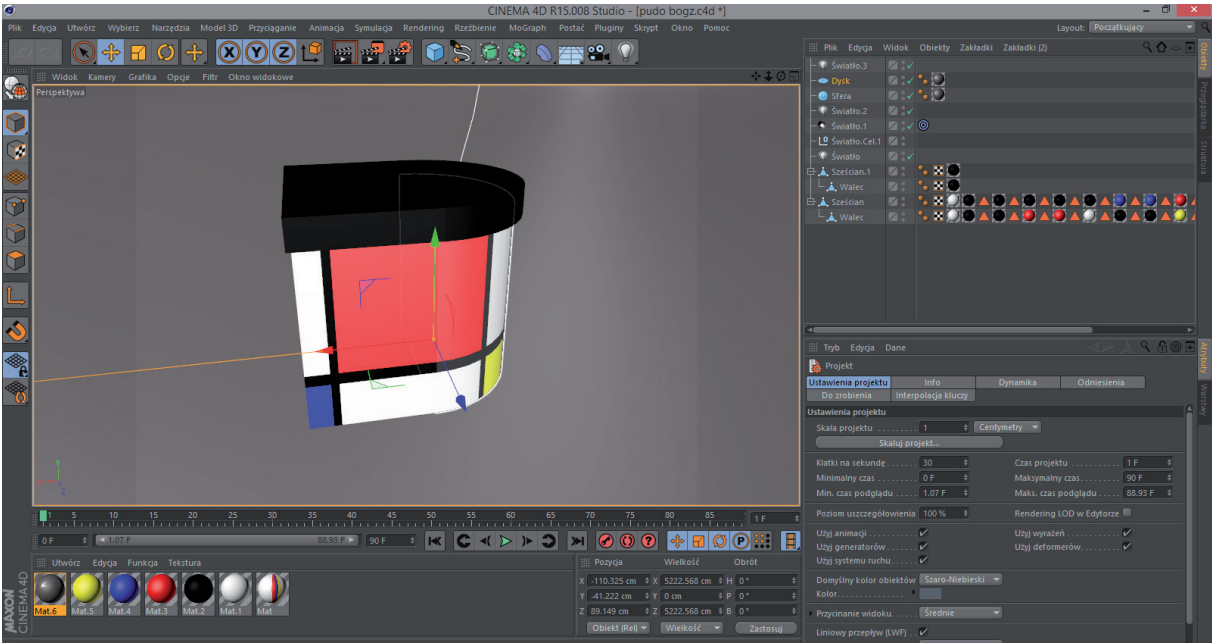 CINEMA 4D R15.008 Studio - [pudo bogz.c4d *]
Plik Edycja Utwórz Wybierz Narzędzia Model 3D Przyciąganie Animacja Symulacja Rendering Rzeźbienie MoGraph Postać Pluginy Skrypt Okno Pomoc
Layout: Początkujący
Widok Kamery Grafika Opcje Filtr Okno widokowe
Perspektywa
Plik Edycja Widok Obiekty Zakładki Zakładki (2)
Światło.3
Dysk
Sfera
Światło.2
Światło.1
Światło.Cel.1
Światło
Sześcian.1
Walec
Sześcian
Walec
Obiekty
Przeglądarka
Struktura
Tryb Edycja Dane
Projekt
Ustawienia projektu Info Dynamika Odniesienia
Do zrobienia Interpolacja kluczy
Ustawienia projektu
Skala projektu 1 Centymetry
Skaluj projekt...
Klatki na sekundę 30 Czas projektu 1 F
Minimalny czas 0 F Maksymalny czas 90 F
Min. czas podglądu 1.07 F Maks. czas podglądu 88.93 F
Poziom uszczegółowienia 100 % Rendering LOD w Edytorze
Użyj animacji Użyj wyrażeń
Użyj generatorów Użyj deformerów
Użyj systemu ruchu
Domyślny kolor obiektów Szaro-Niebieski
Kolor
Przycinanie widoku Średnie
Liniowy przepływ (LWF)
Atrybuty
Warstwy
Y
X
Z
1 5 10 15 20 25 30 35 40 45 50 55 60 65 70 75 80 85 1 F
0 F 1.07 F 88.93 F 90 F
Utwórz Edycja Funkcja Tekstura
Mat.6 Mat.5 Mat.4 Mat.3 Mat.2 Mat.1 Mat
Pozycja Wielkość Obrót
X -110.325 cm X 5222.568 cm H 0 °
Y -41.222 cm Y 0 cm P 0 °
Z 89.149 cm Z 5222.568 cm B 0 °
Obiekt (Rel) Wielkość Zastosuj
MAXON
CINEMA 4D